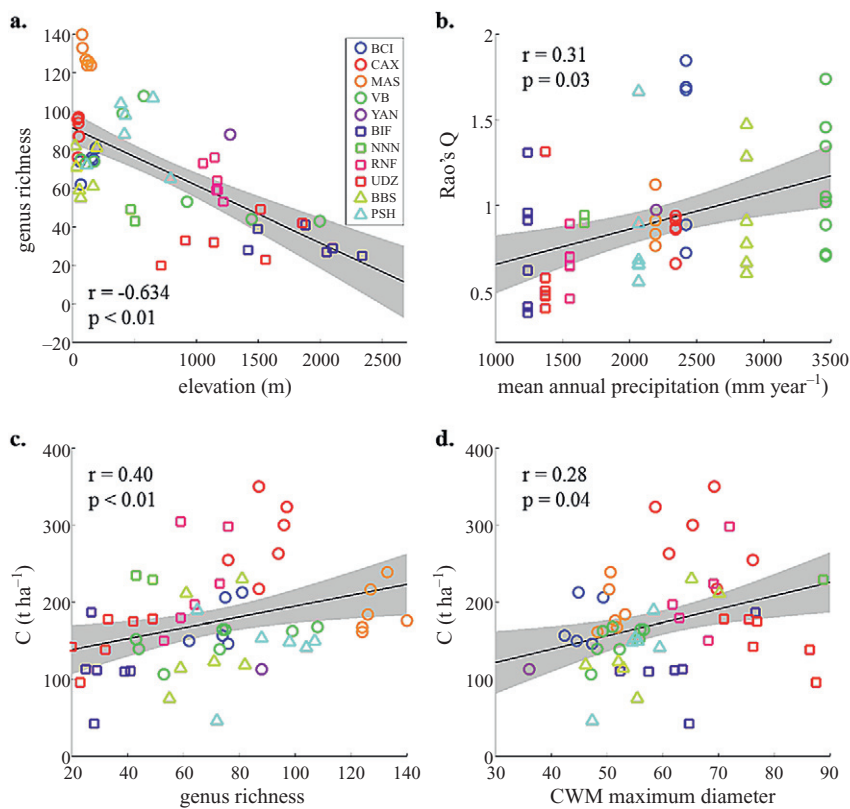 a.
genus richness
140
120
100
80
60
40
20
0
−20
0 500 1000 1500 2000 2500
elevation (m)
r = -0.634
p < 0.01
BCI
CAX
MAS
VB
YAN
BIF
NNN
RNF
UDZ
BBS
PSH
b.
Rao's Q
2
1.5
1
0.5
1000 1500 2000 2500 3000 3500
mean annual precipitation (mm year⁻¹)
r = 0.31
p = 0.03
c.
C (t ha⁻¹)
400
300
200
100
0
20 40 60 80 100 120 140
genus richness
r = 0.40
p < 0.01
d.
C (t ha⁻¹)
400
300
200
100
0
30 40 50 60 70 80 90
CWM maximum diameter
r = 0.28
p = 0.04